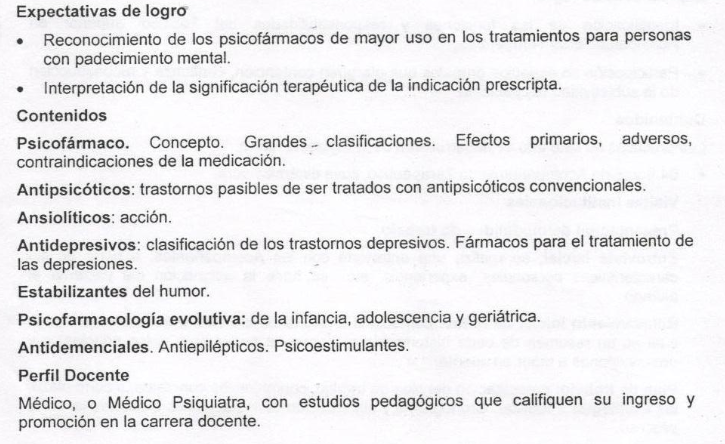 Expectativas de logro
• Reconocimiento de los psicofármacos de mayor uso en los tratamientos para personas
con padecimiento mental.
• Interpretación de la significación terapéutica de la indicación prescripta.
Contenidos
Psicofármaco. Concepto. Grandes clasificaciones. Efectos primarios, adversos,
contraindicaciones de la medicación.
Antipsicóticos: trastornos pasibles de ser tratados con antipsicóticos convencionales.
Ansiolíticos: acción.
Antidepresivos: clasificación de los trastornos depresivos. Fármacos para el tratamiento de
las depresiones.
Estabilizantes del humor.
Psicofarmacología evolutiva: de la infancia, adolescencia y geriátrica.
Antidemenciales. Antiepilépticos. Psicoestimulantes.
Perfil Docente
Médico, o Médico Psiquiatra, con estudios pedagógicos que califiquen su ingreso y
promoción en la carrera docente.